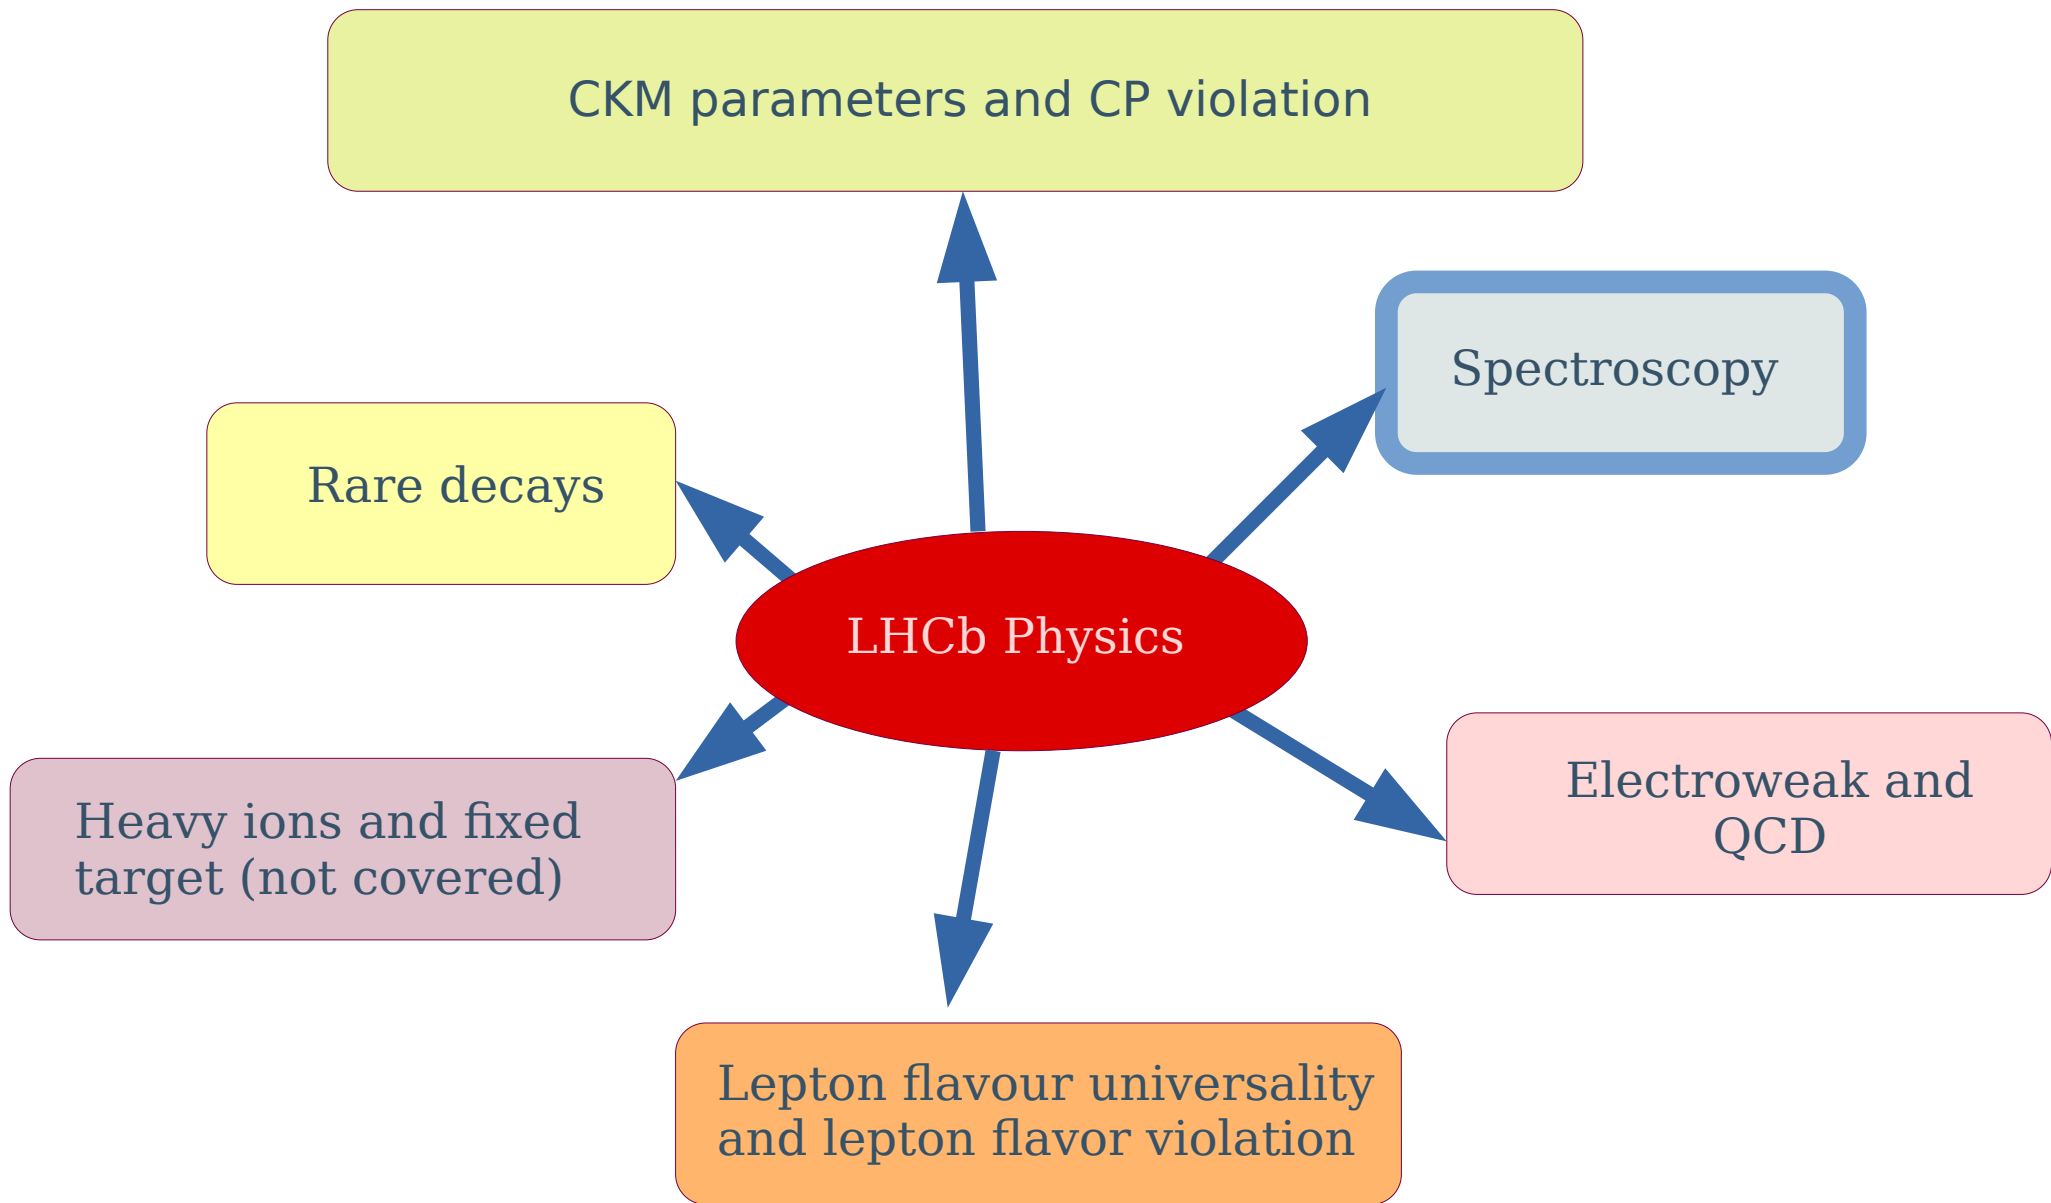 CKM parameters and CP violation
Spectroscopy
Rare decays
LHCb Physics
Electroweak and
QCD
Heavy ions and fixed
target (not covered)
Lepton flavour universality
and lepton flavor violation